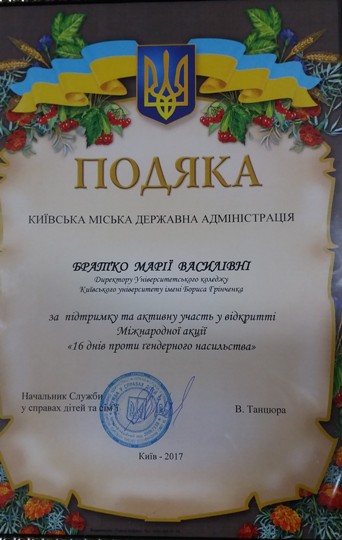 ПОДЯКА
КИЇВСЬКА МІСЬКА ДЕРЖАВНА АДМІНІСТРАЦІЯ
БРАТКО МАРІЇ ВАСИЛІВНІ
Директору Університетського коледжу
Київського університету імені Бориса Грінченка
за підтримку та активну участь у відкритті
Міжнародної акції
«16 днів проти гендерного насильства»
Начальник Служби
у справах дітей та сім'ї
В. Танцюра
Київ - 2017